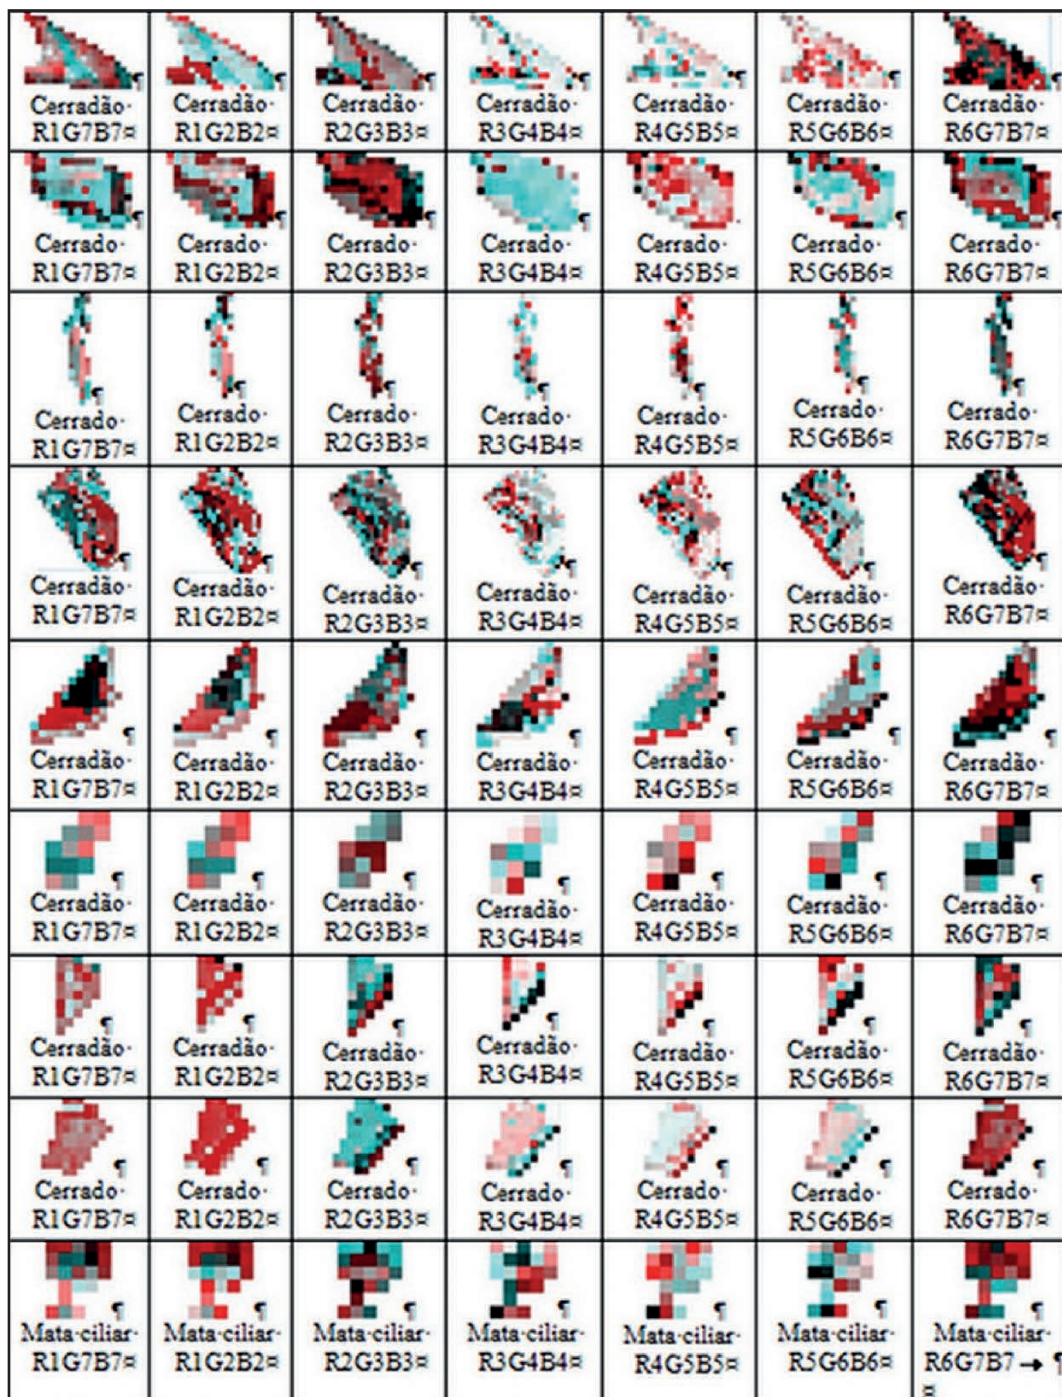 Cerradão· Cerradão· Cerradão· Cerradão· Cerradão· Cerradão· Cerradão·
R1G7B7¤ R1G2B2¤ R2G3B3¤ R3G4B4¤ R4G5B5¤ R5G6B6¤ R6G7B7¤
Cerrado· Cerrado· Cerrado· Cerrado· Cerrado· Cerrado· Cerrado·
R1G7B7¤ R1G2B2¤ R2G3B3¤ R3G4B4¤ R4G5B5¤ R5G6B6¤ R6G7B7¤
Cerrado· Cerrado· Cerrado· Cerrado· Cerrado· Cerrado· Cerrado·
R1G7B7¤ R1G2B2¤ R2G3B3¤ R3G4B4¤ R4G5B5¤ R5G6B6¤ R6G7B7¤
Cerradão· Cerradão· Cerradão· Cerradão· Cerradão· Cerradão· Cerradão·
R1G7B7¤ R1G2B2¤ R2G3B3¤ R3G4B4¤ R4G5B5¤ R5G6B6¤ R6G7B7¤
Cerradão· Cerradão· Cerradão· Cerradão· Cerradão· Cerradão· Cerradão·
R1G7B7¤ R1G2B2¤ R2G3B3¤ R3G4B4¤ R4G5B5¤ R5G6B6¤ R6G7B7¤
Cerradão· Cerradão· Cerradão· Cerradão· Cerradão· Cerradão· Cerradão·
R1G7B7¤ R1G2B2¤ R2G3B3¤ R3G4B4¤ R4G5B5¤ R5G6B6¤ R6G7B7¤
Cerradão· Cerradão· Cerradão· Cerradão· Cerradão· Cerradão· Cerradão·
R1G7B7¤ R1G2B2¤ R2G3B3¤ R3G4B4¤ R4G5B5¤ R5G6B6¤ R6G7B7¤
Cerrado· Cerrado· Cerrado· Cerrado· Cerrado· Cerrado· Cerrado·
R1G7B7¤ R1G2B2¤ R2G3B3¤ R3G4B4¤ R4G5B5¤ R5G6B6¤ R6G7B7¤
Mata·ciliar· Mata·ciliar· Mata·ciliar· Mata·ciliar· Mata·ciliar· Mata·ciliar· Mata·ciliar·
R1G7B7¤ R1G2B2¤ R2G3B3¤ R3G4B4¤ R4G5B5¤ R5G6B6¤ R6G7B7 → ¶
¤